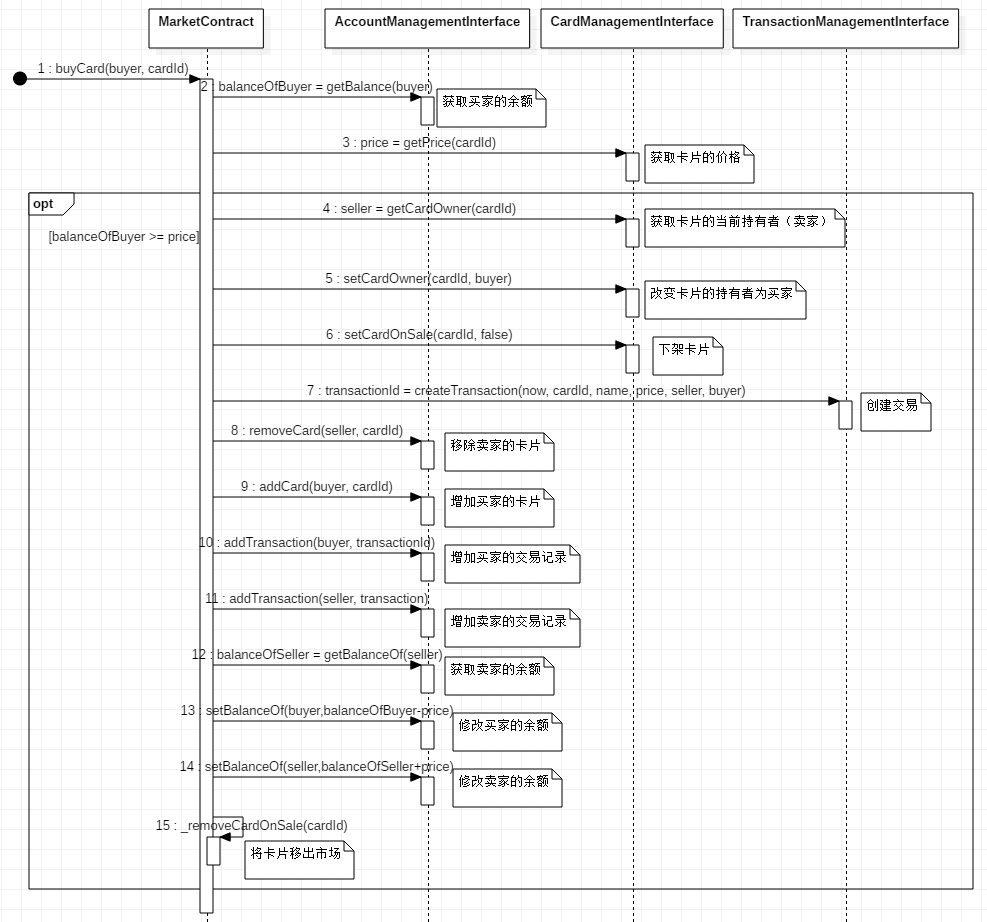 MarketContract
AccountManagementInterface
CardManagementInterface
TransactionManagementInterface
1 : buyCard(buyer, cardId)
2 : balanceOfBuyer = getBalance(buyer)
获取买家的余额
3 : price = getPrice(cardId)
获取卡片的价格
opt
[balanceOfBuyer >= price]
4 : seller = getCardOwner(cardId)
获取卡片的当前持有者（卖家）
5 : setCardOwner(cardId, buyer)
改变卡片的持有者为买家
6 : setCardOnSale(cardId, false)
下架卡片
7 : transactionId = createTransaction(now, cardId, name, price, seller, buyer)
创建交易
8 : removeCard(seller, cardId)
移除卖家的卡片
9 : addCard(buyer, cardId)
增加买家的卡片
10 : addTransaction(buyer, transactionId)
增加买家的交易记录
11 : addTransaction(seller, transaction)
增加卖家的交易记录
12 : balanceOfSeller = getBalanceOf(seller)
获取卖家的余额
13 : setBalanceOf(buyer,balanceOfBuyer-price)
修改买家的余额
14 : setBalanceOf(seller,balanceOfSeller+price)
修改卖家的余额
15 : _removeCardOnSale(cardId)
将卡片移出市场